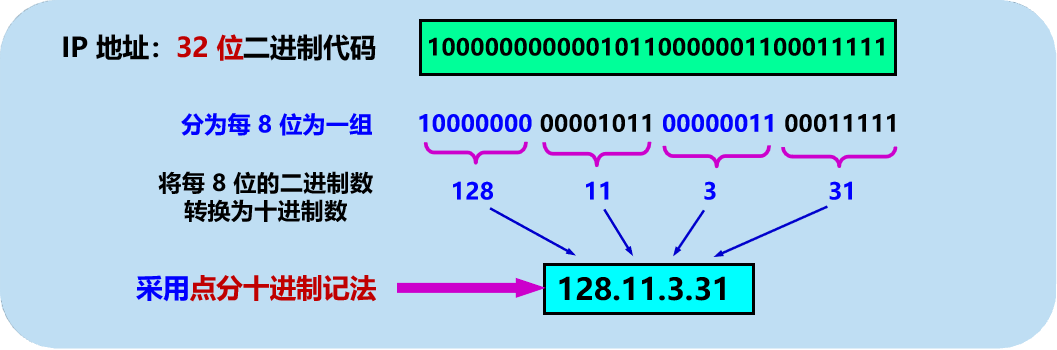 IP 地址：32 位二进制代码
10000000000010110000001100011111
分为每 8 位为一组
10000000 00001011 00000011 00011111
将每 8 位的二进制数
转换为十进制数
128 11 3 31
采用点分十进制记法
128.11.3.31